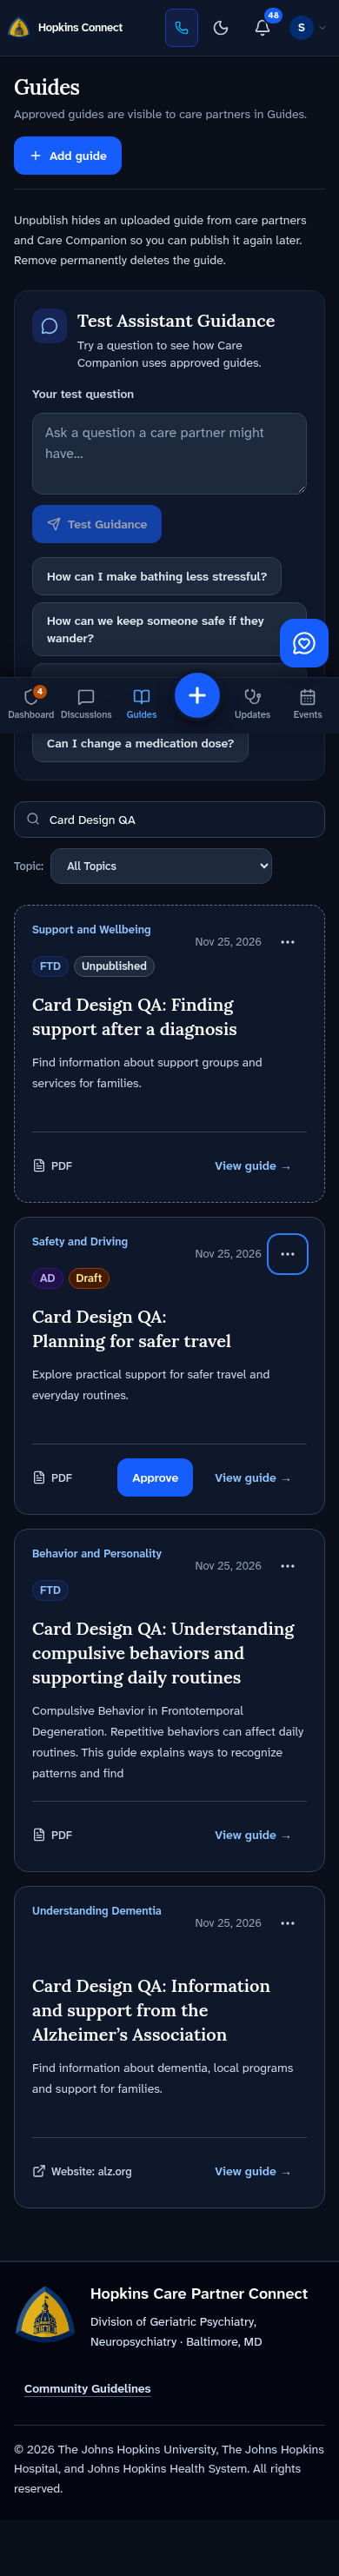 Hopkins Connect
48
S
Guides
Approved guides are visible to care partners in Guides.
Add guide
Unpublish hides an uploaded guide from care partners
and Care Companion so you can publish it again later.
Remove permanently deletes the guide.
Test Assistant Guidance
Try a question to see how Care
Companion uses approved guides.
Your test question
Ask a question a care partner might
have...
Test Guidance
How can I make bathing less stressful?
How can we keep someone safe if they
wander?
4
Dashboard
Discussions
Guides
Updates
Events
Can I change a medication dose?
Card Design QA
Topic:
All Topics
Support and Wellbeing
Nov 25, 2026
FTD
Unpublished
Card Design QA: Finding
support after a diagnosis
Find information about support groups and
services for families.
PDF
View guide →
Safety and Driving
Nov 25, 2026
AD
Draft
Card Design QA:
Planning for safer travel
Explore practical support for safer travel and
everyday routines.
PDF
Approve
View guide →
Behavior and Personality
Nov 25, 2026
FTD
Card Design QA: Understanding
compulsive behaviors and
supporting daily routines
Compulsive Behavior in Frontotemporal
Degeneration. Repetitive behaviors can affect daily
routines. This guide explains ways to recognize
patterns and find
PDF
View guide →
Understanding Dementia
Nov 25, 2026
Card Design QA: Information
and support from the
Alzheimer’s Association
Find information about dementia, local programs
and support for families.
Website: alz.org
View guide →
Hopkins Care Partner Connect
Division of Geriatric Psychiatry,
Neuropsychiatry · Baltimore, MD
Community Guidelines
© 2026 The Johns Hopkins University, The Johns Hopkins
Hospital, and Johns Hopkins Health System. All rights
reserved.